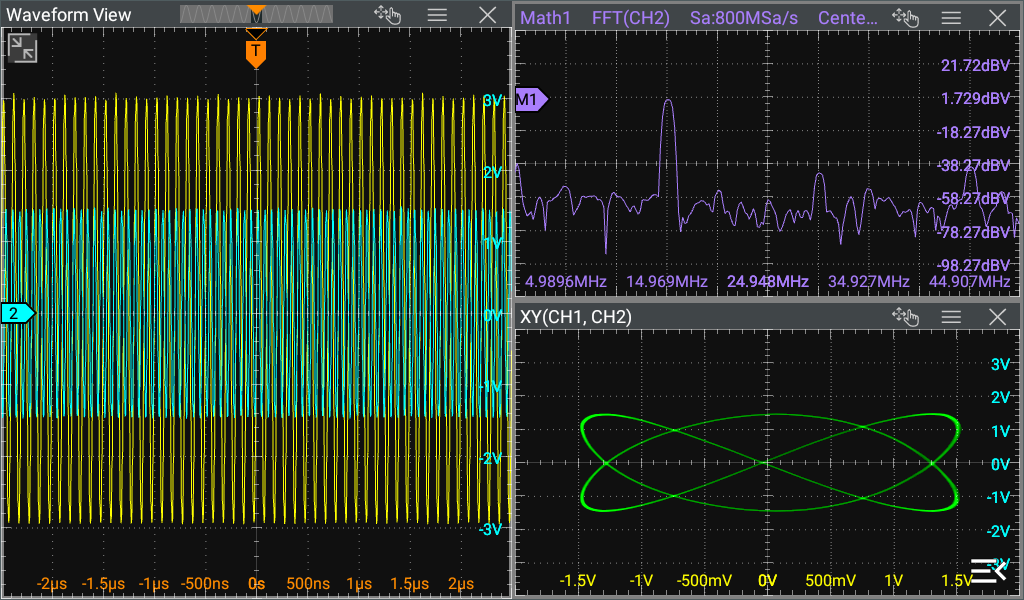 Waveform View
M
T
3V
2V
1V
0V
-1V
-2V
-3V
2
-2µs -1.5µs -1µs -500ns 0s 500ns 1µs 1.5µs 2µs
Math1 FFT(CH2) Sa:800MSa/s Cente...
M1
21.72dBV
1.729dBV
-18.27dBV
-38.27dBV
-58.27dBV
-78.27dBV
-98.27dBV
4.9896MHz 14.969MHz 24.948MHz 34.927MHz 44.907MHz
XY(CH1, CH2)
3V
2V
1V
0V
-1V
-2V
-3V
-1.5V -1V -500mV 0V 500mV 1V 1.5V